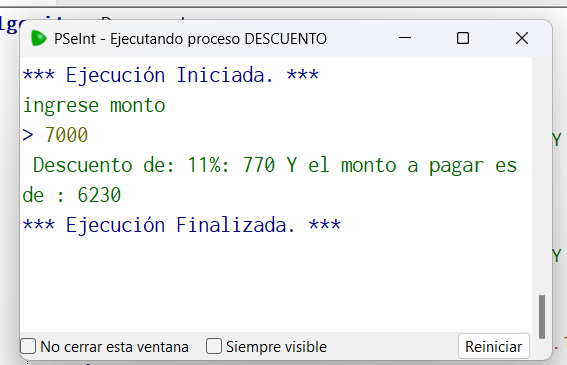 PSeInt - Ejecutando proceso DESCUENTO
*** Ejecución Iniciada. ***
ingrese monto
> 7000
Descuento de: 11%: 770 Y el monto a pagar es
de : 6230
*** Ejecución Finalizada. ***
Y
Y
No cerrar esta ventana
Siempre visible
Reiniciar